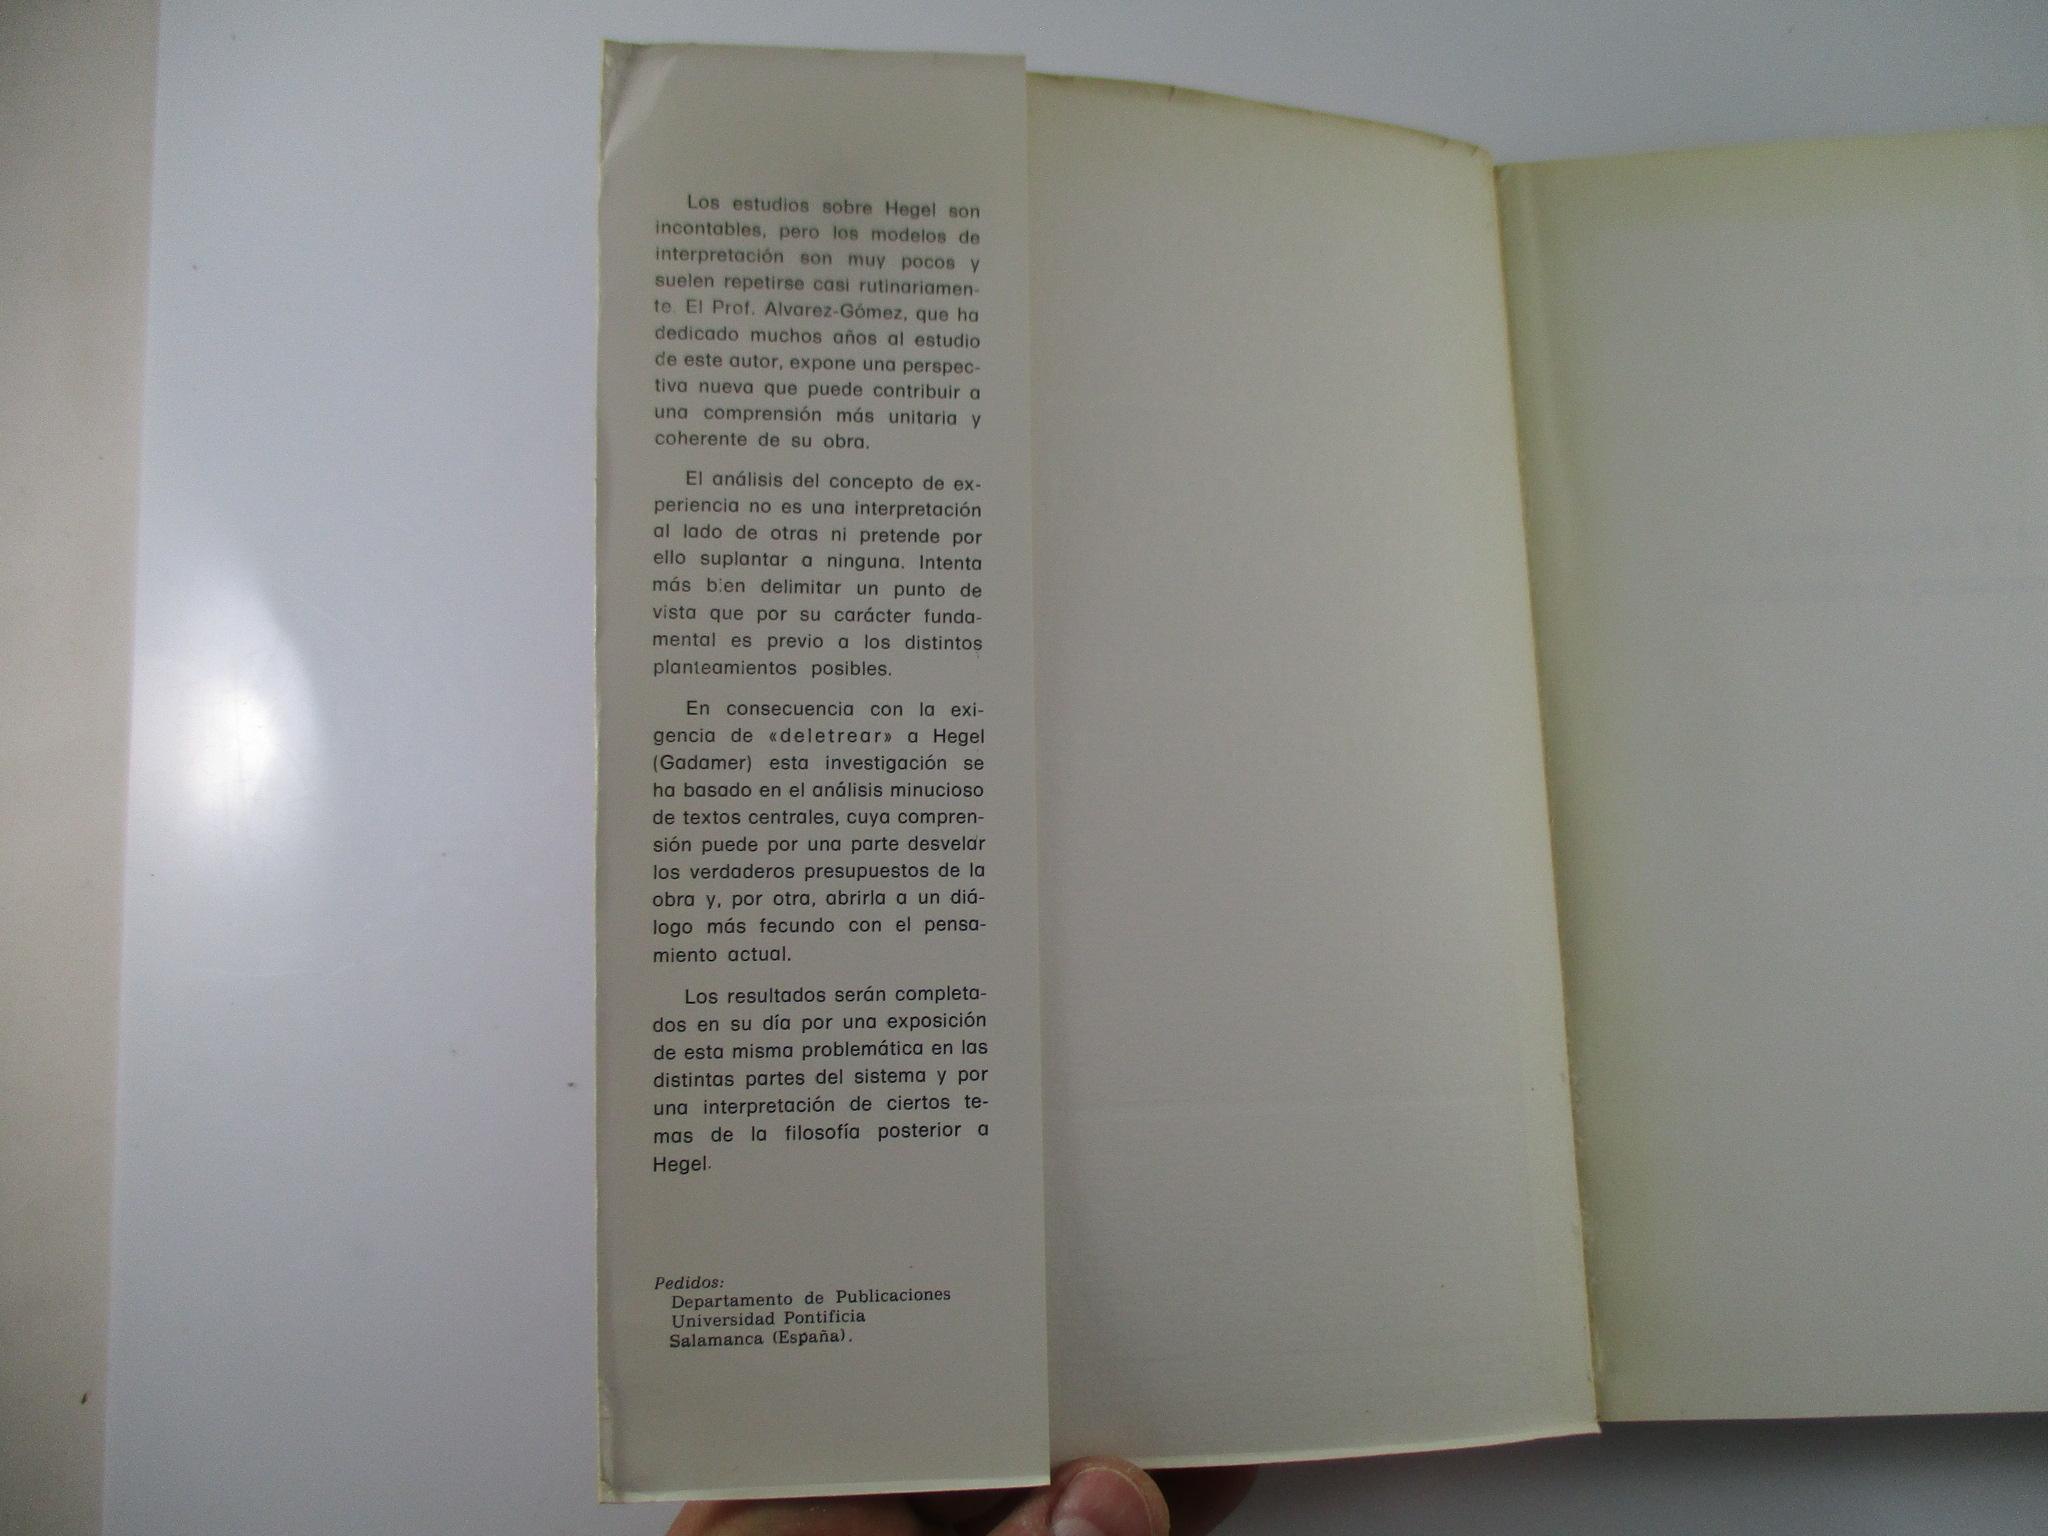 Los estudios sobre Hegel son
incontables, pero los modelos de
interpretación son muy pocos y
suelen repetirse casi rutinariamen-
te. El Prof. Alvarez-Gómez, que ha
dedicado muchos años al estudio
de este autor, expone una perspec-
tiva nueva que puede contribuir a
una comprensión más unitaria y
coherente de su obra.
El análisis del concepto de ex-
periencia no es una interpretación
al lado de otras ni pretende por
ello suplantar a ninguna. Intenta
más bien delimitar un punto de
vista que por su carácter funda-
mental es previo a los distintos
planteamientos posibles.
En consecuencia con la exi-
gencia de «deletrear» a Hegel
(Gadamer) esta investigación se
ha basado en el análisis minucioso
de textos centrales, cuya compren-
sión puede por una parte desvelar
los verdaderos presupuestos de la
obra y, por otra, abrirla a un diá-
logo más fecundo con el pensa-
miento actual.
Los resultados serán completa-
dos en su día por una exposición
de esta misma problemática en las
distintas partes del sistema y por
una interpretación de ciertos te-
mas de la filosofía posterior a
Hegel.
Pedidos:
Departamento de Publicaciones
Universidad Pontificia
Salamanca (España).